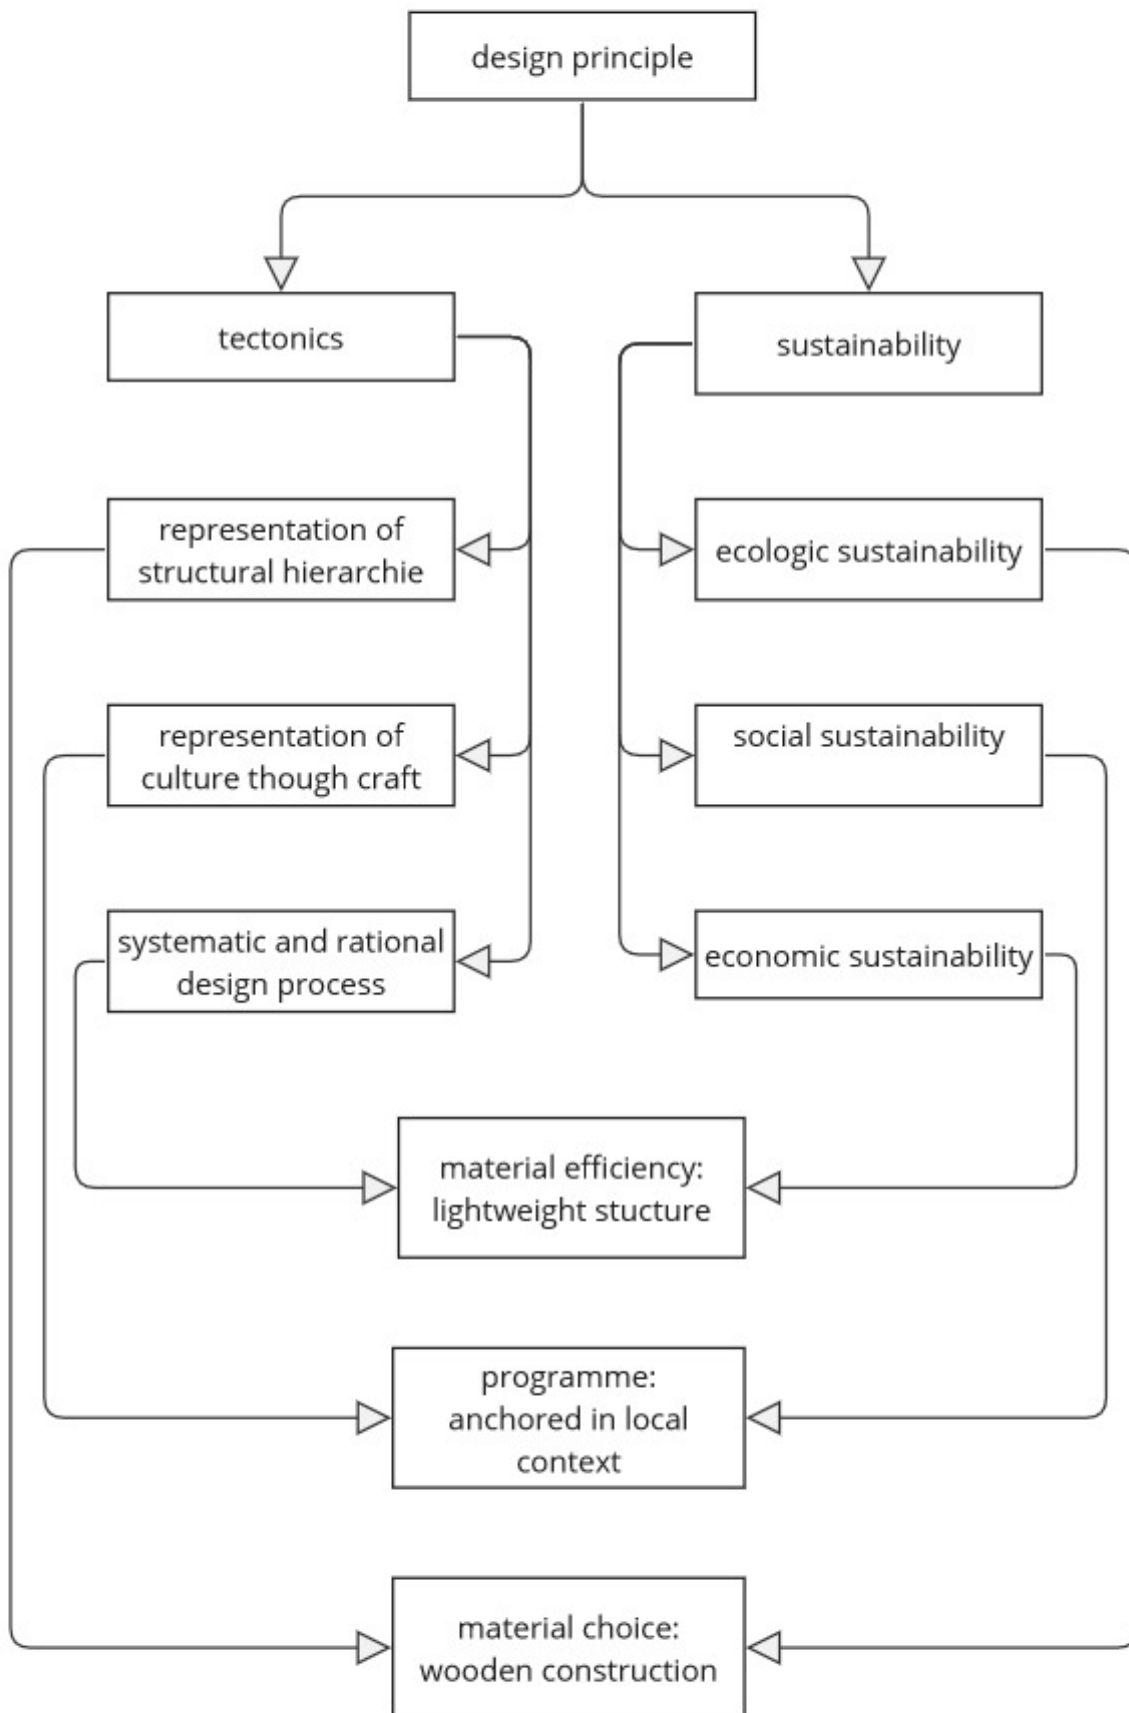 design principle
tectonics
sustainability
representation of
structural hierarchie
ecologic sustainability
representation of
culture though craft
social sustainability
systematic and rational
design process
economic sustainability
material efficiency:
lightweight stucture
programme:
anchored in local
context
material choice:
wooden construction